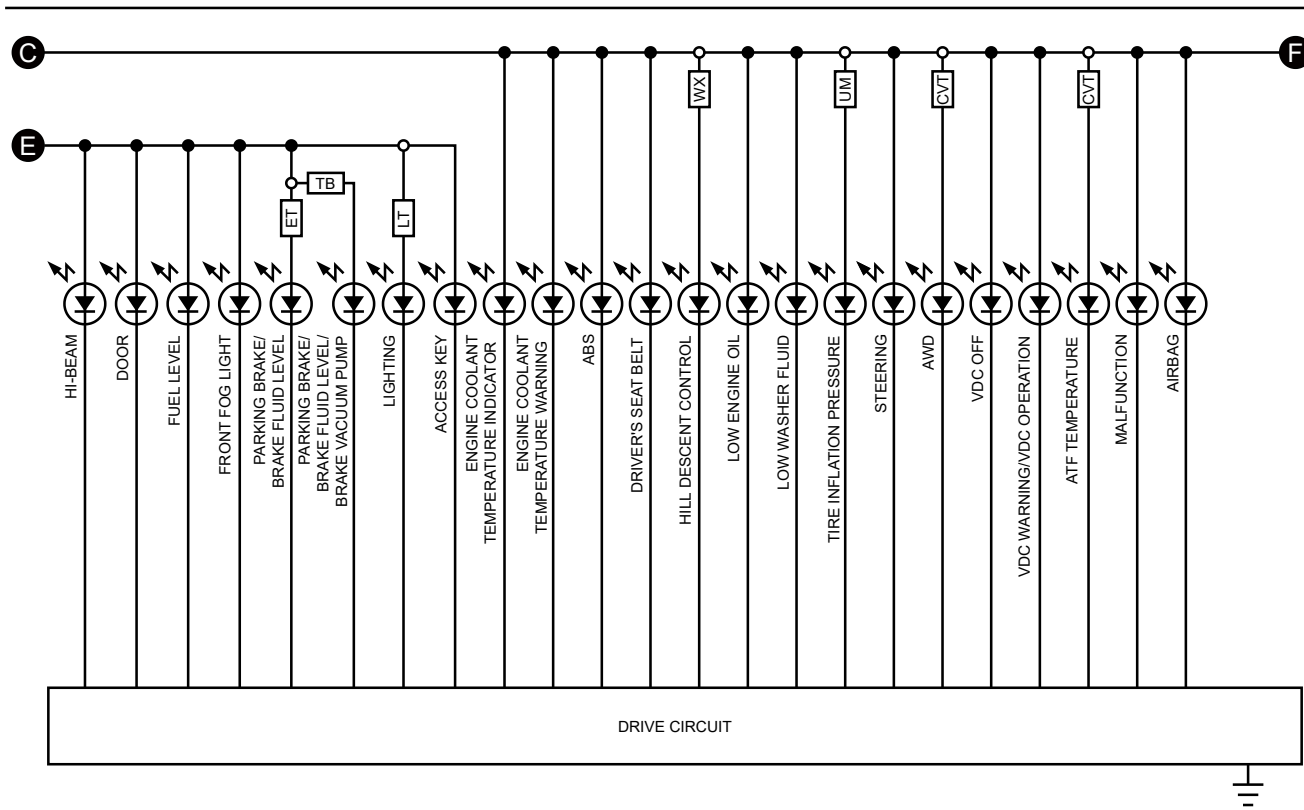 C
F
WX
UM
CVT
CVT
E
TB
ET
LT
HI-BEAM
DOOR
FUEL LEVEL
FRONT FOG LIGHT
PARKING BRAKE/
BRAKE FLUID LEVEL
PARKING BRAKE/
BRAKE FLUID LEVEL/
BRAKE VACUUM PUMP
LIGHTING
ACCESS KEY
ENGINE COOLANT
TEMPERATURE INDICATOR
ENGINE COOLANT
TEMPERATURE WARNING
ABS
DRIVER'S SEAT BELT
HILL DESCENT CONTROL
LOW ENGINE OIL
LOW WASHER FLUID
TIRE INFLATION PRESSURE
STEERING
AWD
VDC OFF
VDC WARNING/VDC OPERATION
ATF TEMPERATURE
MALFUNCTION
AIRBAG
DRIVE CIRCUIT